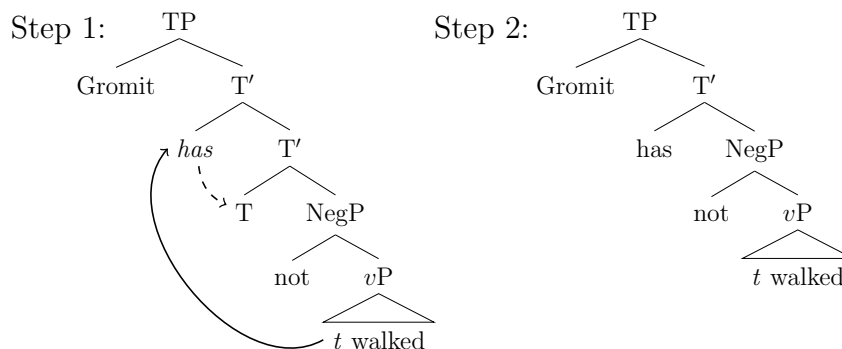 Step 1:
TP
Gromit
T′
has
T′
T
NegP
not
vP
t walked
Step 2:
TP
Gromit
T′
has
NegP
not
vP
t walked